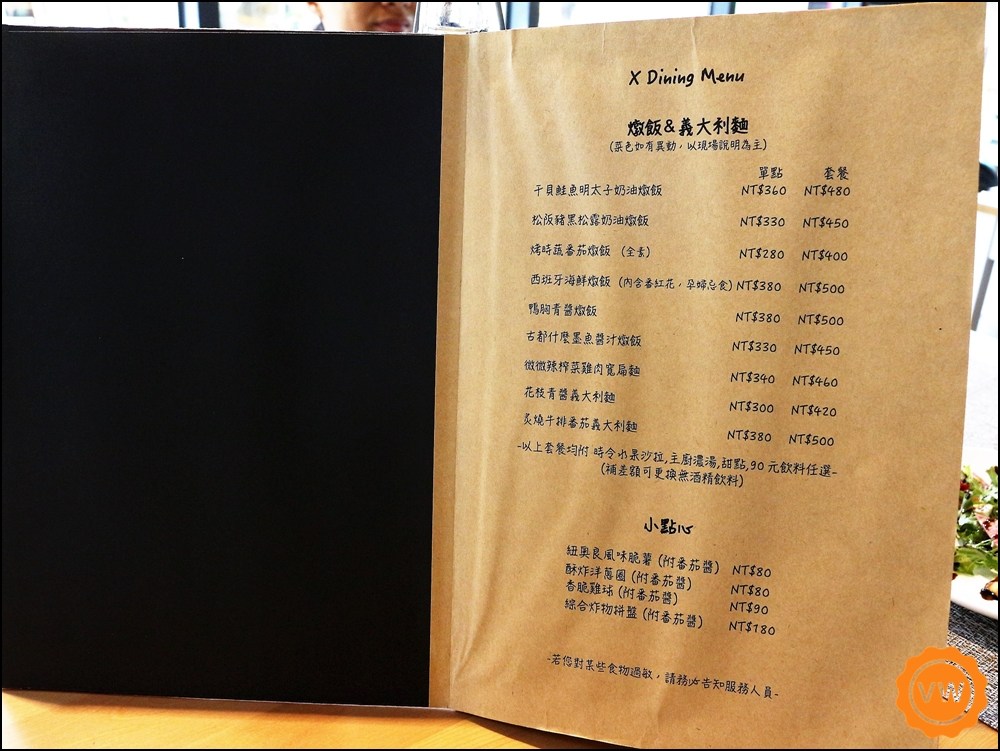 X Dining Menu
燉飯&義大利麵
(菜色如有異動，以現場說明為主)
單點 套餐
干貝鮭魚明太子奶油燉飯 NT$360 NT$480
松阪豬黑松露奶油燉飯 NT$330 NT$450
烤時蔬番茄燉飯 (全素) NT$280 NT$400
西班牙海鮮燉飯 (內含番紅花，孕婦忌食) NT$380 NT$500
鴨胸青醬燉飯 NT$380 NT$500
古都什麼墨魚醬汁燉飯 NT$330 NT$450
微微辣榨菜雞肉寬扁麵 NT$340 NT$460
花枝青醬義大利麵 NT$300 NT$420
炙燒牛排番茄義大利麵 NT$380 NT$500
-以上套餐均附 時令水果沙拉,主廚濃湯,甜點,90 元飲料任選-
(補差額可更換無酒精飲料)
小點心
紐奧良風味脆薯 (附番茄醬) NT$80
酥炸洋蔥圈 (附番茄醬) NT$80
香脆雞球 (附番茄醬) NT$90
綜合炸物拼盤 (附番茄醬) NT$180
-若您對某些食物過敏，請務必告知服務人員-
VW